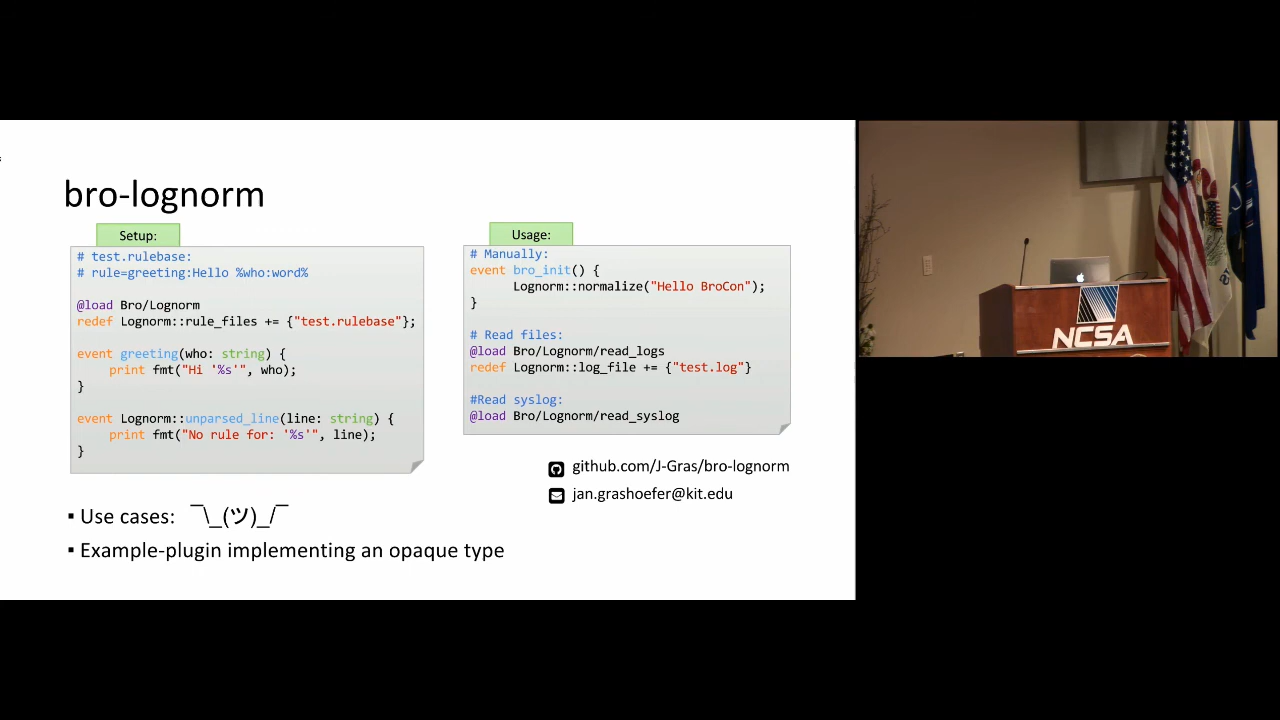 bro-lognorm
Setup:
# test.rulebase:
# rule=greeting:Hello %who:word%
@load Bro/Lognorm
redef Lognorm::rule_files += {"test.rulebase"};
event greeting(who: string) {
print fmt("Hi '%s'", who);
}
event Lognorm::unparsed_line(line: string) {
print fmt("No rule for: '%s'", line);
}
Usage:
# Manually:
event bro_init() {
Lognorm::normalize("Hello BroCon");
}
# Read files:
@load Bro/Lognorm/read_logs
redef Lognorm::log_file += {"test.log"}
#Read syslog:
@load Bro/Lognorm/read_syslog
github.com/J-Gras/bro-lognorm
jan.grashoefer@kit.edu
▪ Use cases: ¯\_(ツ)_/¯
▪ Example-plugin implementing an opaque type
NCSA